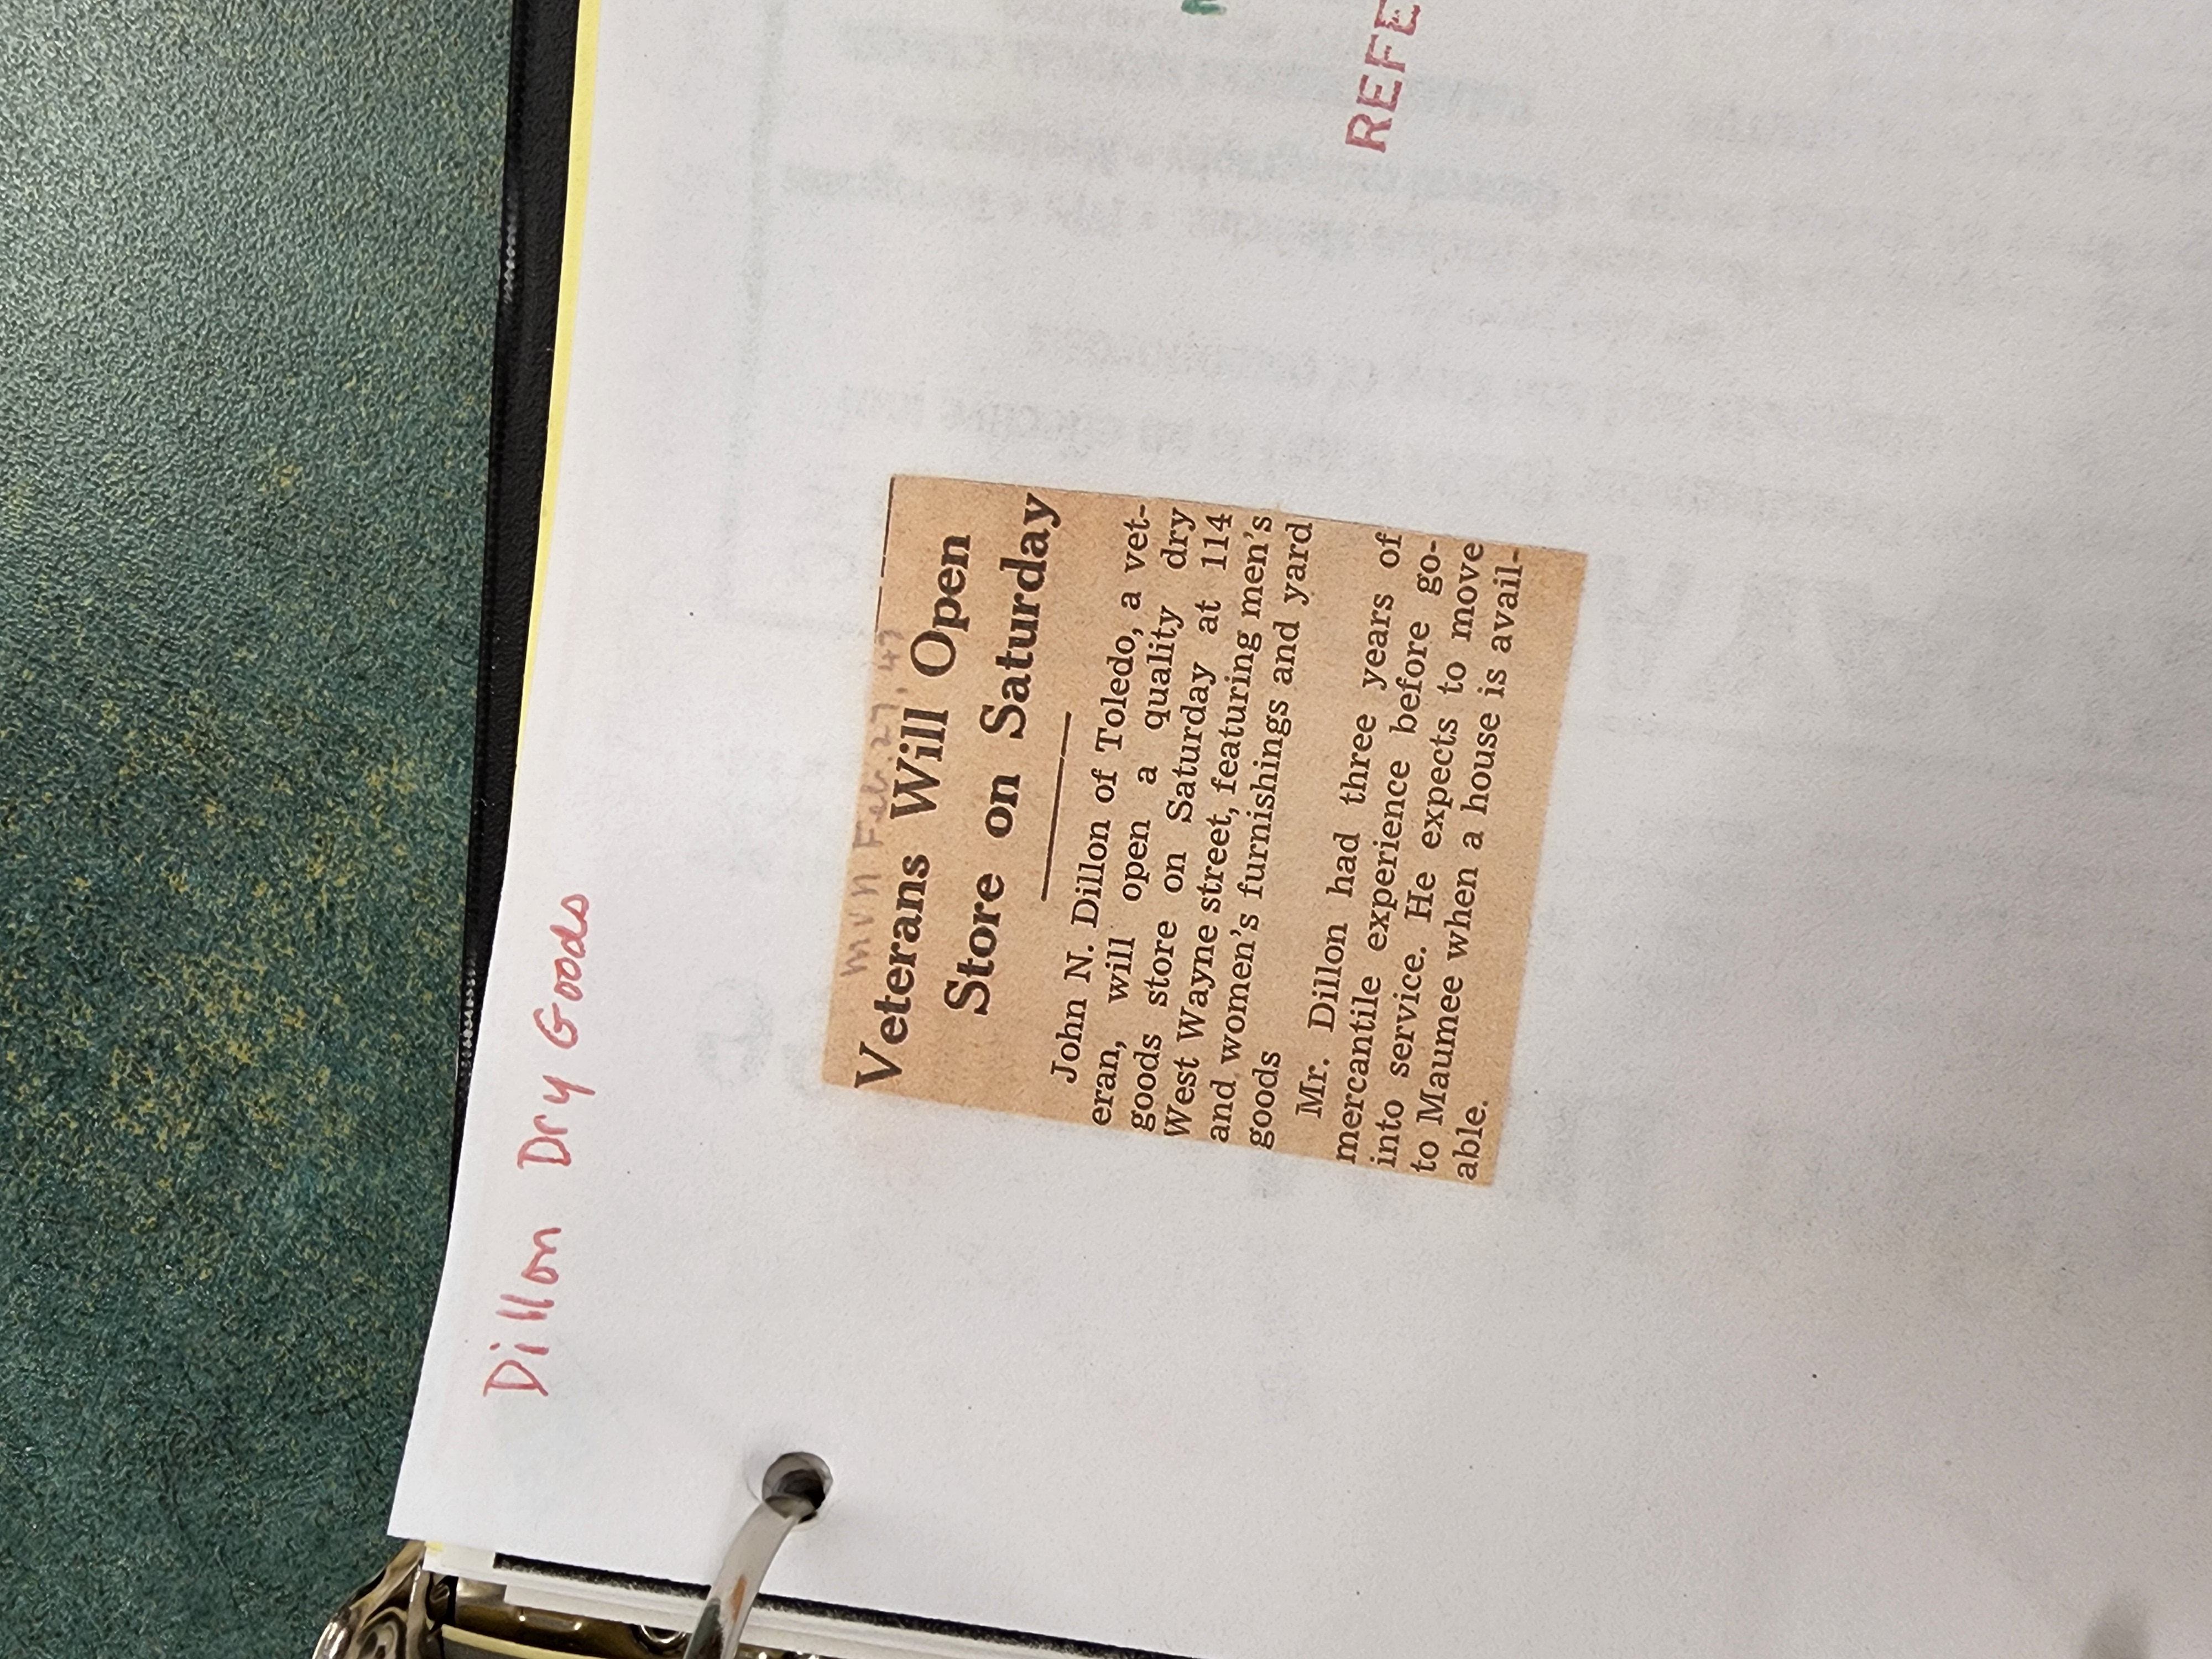 Dillon Dry Goods
REFE
MVN Feb. 27. 47
Veterans Will Open
Store on Saturday
John N. Dillon of Toledo, a vet-
eran, will open a quality dry
goods store on Saturday at 114
West Wayne street, featuring men's
and women's furnishings and yard
goods
Mr. Dillon had three years of
mercantile experience before go-
into service. He expects to move
to Maumee when a house is avail-
able.